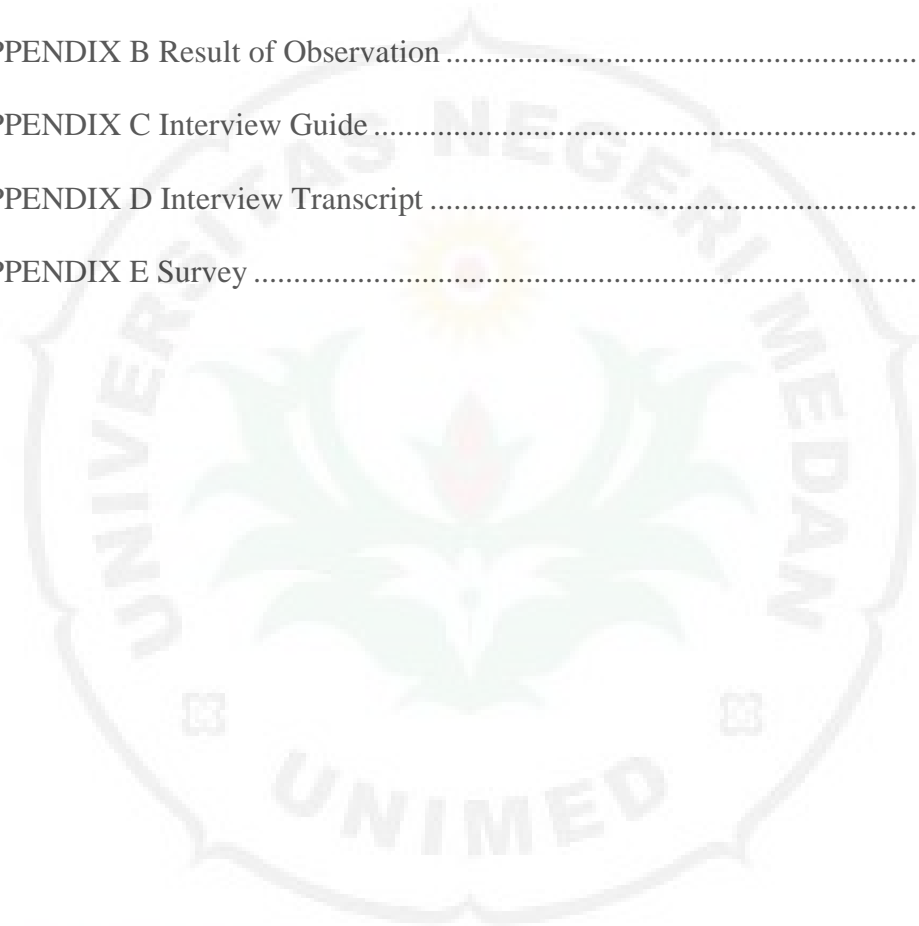 PPENDIX B Result of Observation ..........................................................
PPENDIX C Interview Guide ...................................................................
PPENDIX D Interview Transcript ............................................................
PPENDIX E Survey ..................................................................................
UNIVERSITAS NEGERI MEDAN
UNIMED